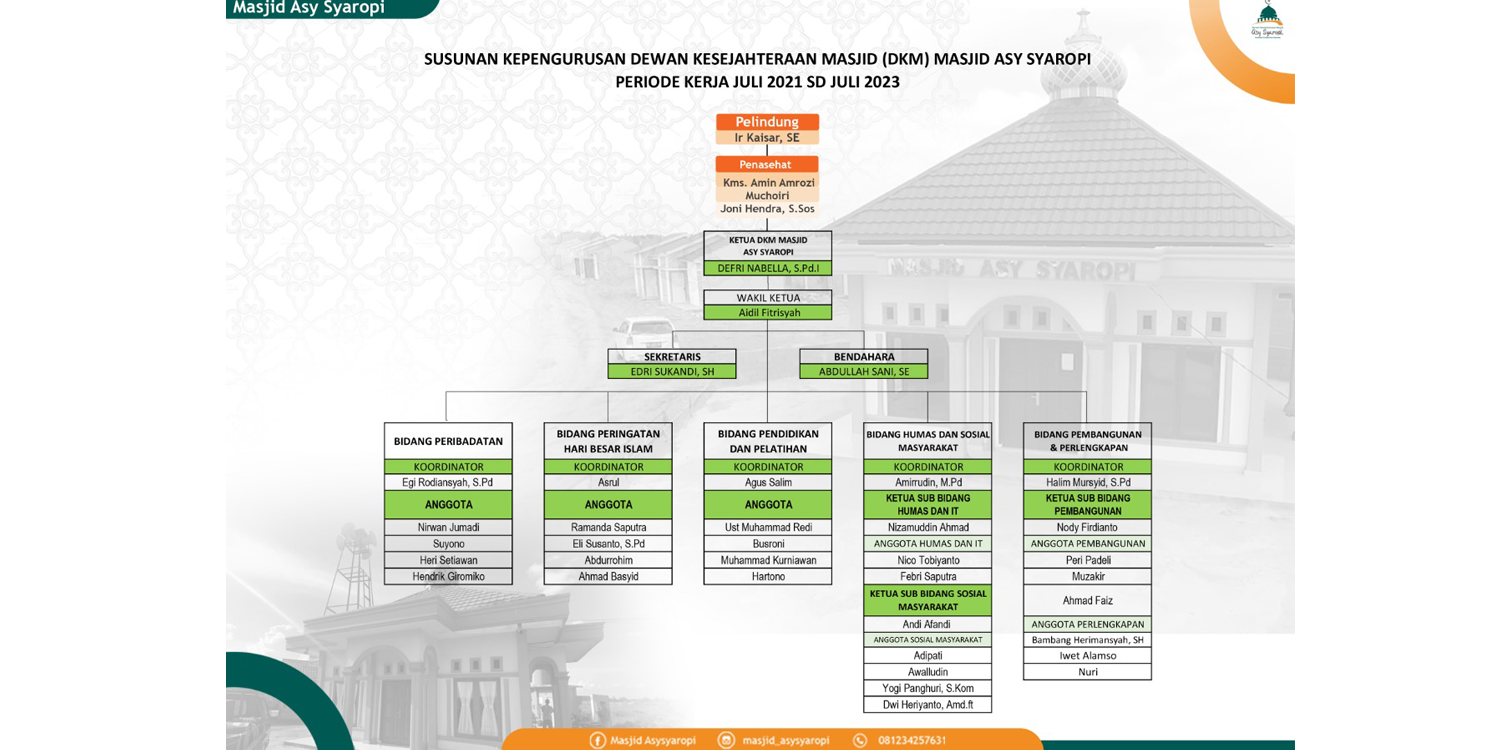 Masjid Asy Syaropi
Asy Syaropi
SUSUNAN KEPENGURUSAN DEWAN KESEJAHTERAAN MASJID (DKM) MASJID ASY SYAROPI
PERIODE KERJA JULI 2021 SD JULI 2023
Pelindung
Ir Kaisar, SE
Penasehat
Kms. Amin Amrozi
Muchoiri
Joni Hendra, S.Sos
KETUA DKM MASJID
ASY SYAROPI
DEFRI NABELLA, S.Pd.I
MASJID ASY SYAROPI
WAKIL KETUA
Aidil Fitrisyah
SEKRETARIS
EDRI SUKANDI, SH
BENDAHARA
ABDULLAH SANI, SE
BIDANG PERIBADATAN
KOORDINATOR
Egi Rodiansyah, S.Pd
ANGGOTA
Nirwan Jumadi
Suyono
Heri Setiawan
Hendrik Giromiko
BIDANG PERINGATAN
HARI BESAR ISLAM
KOORDINATOR
Asrul
ANGGOTA
Ramanda Saputra
Eli Susanto, S.Pd
Abdurrohim
Ahmad Basyid
BIDANG PENDIDIKAN
DAN PELATIHAN
KOORDINATOR
Agus Salim
ANGGOTA
Ust Muhammad Redi
Busroni
Muhammad Kurniawan
Hartono
BIDANG HUMAS DAN SOSIAL
MASYARAKAT
KOORDINATOR
Amirrudin, M.Pd
KETUA SUB BIDANG
HUMAS DAN IT
Nizamuddin Ahmad
ANGGOTA HUMAS DAN IT
Nico Tobiyanto
Febri Saputra
KETUA SUB BIDANG SOSIAL
MASYARAKAT
Andi Afandi
ANGGOTA SOSIAL MASYARAKAT
Adipati
Awalludin
Yogi Panghuri, S.Kom
Dwi Heriyanto, Amd.ft
BIDANG PEMBANGUNAN
& PERLENGKAPAN
KOORDINATOR
Halim Mursyid, S.Pd
KETUA SUB BIDANG
PEMBANGUNAN
Nody Firdianto
ANGGOTA PEMBANGUNAN
Peri Padeli
Muzakir
Ahmad Faiz
ANGGOTA PERLENGKAPAN
Bambang Herimansyah, SH
Iwet Alamso
Nuri
Masjid Asysyaropi
masjid_asysyaropi
081234257631